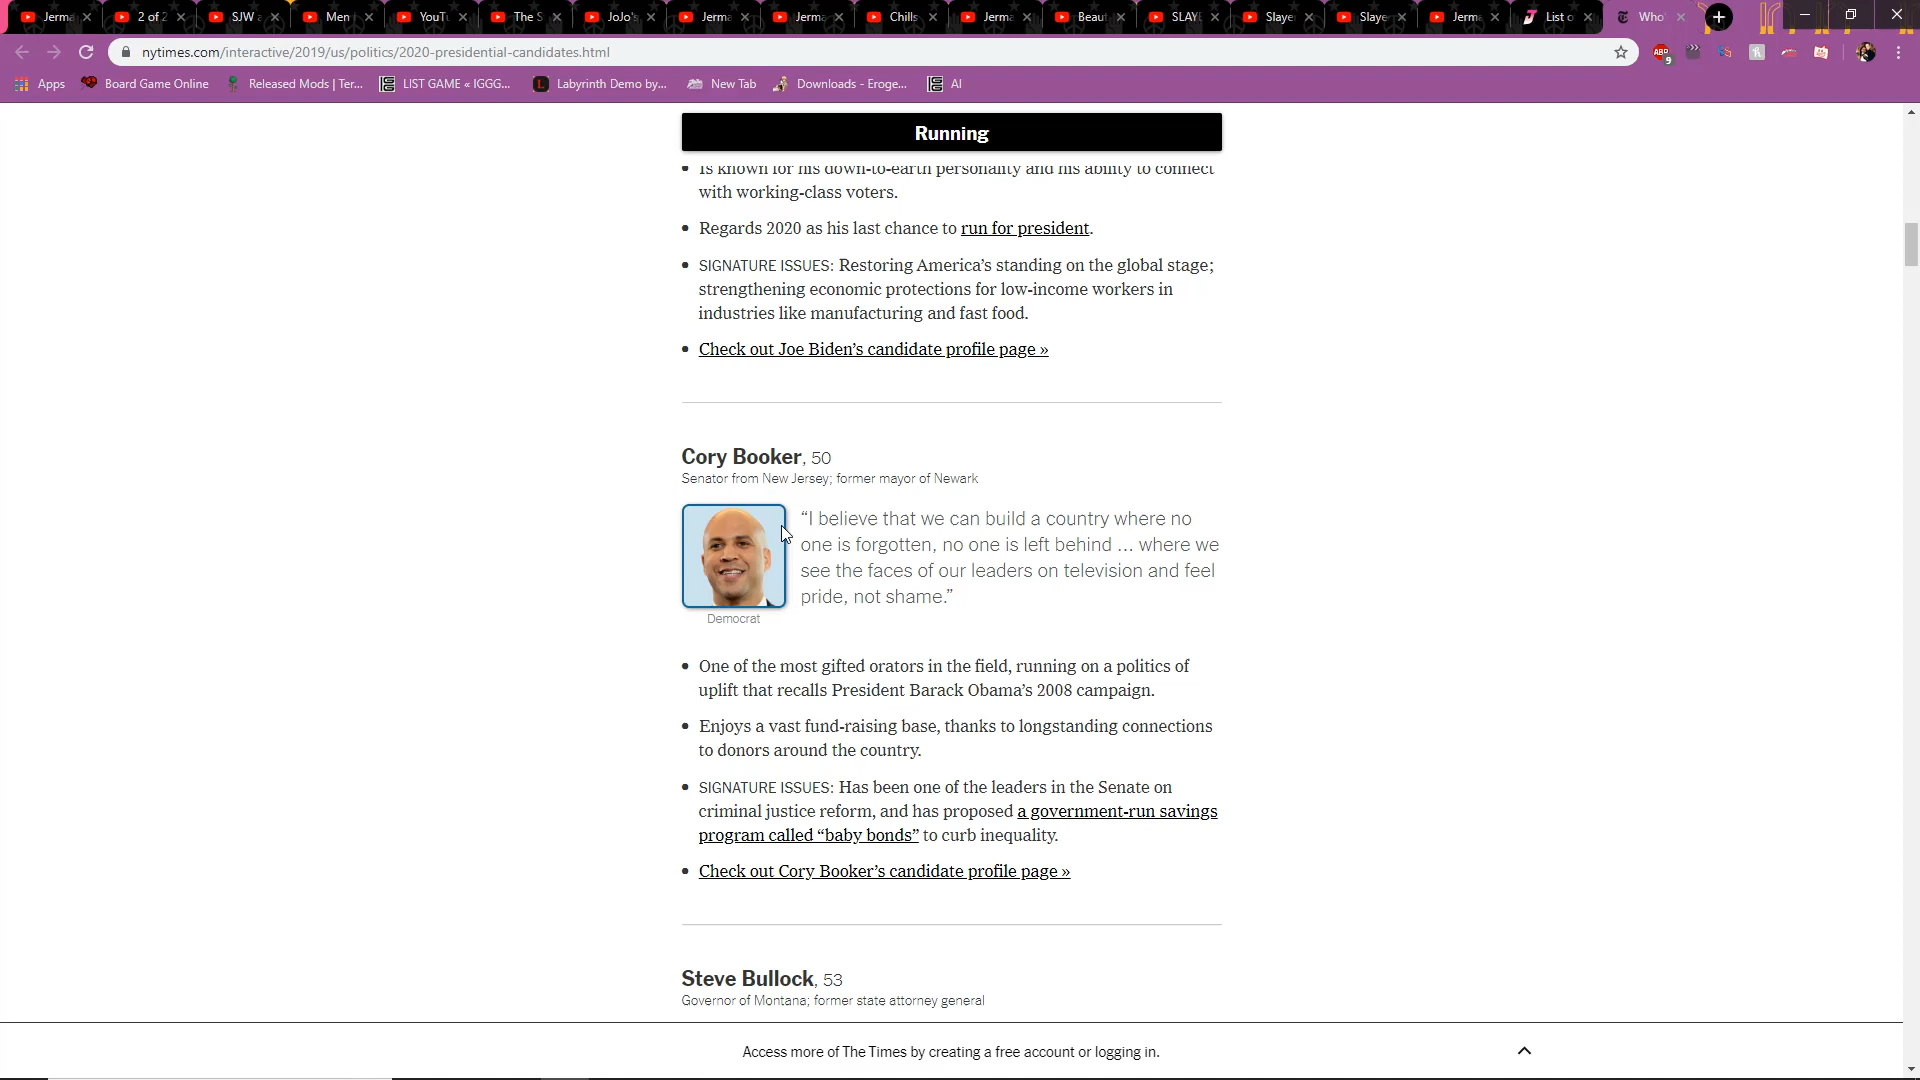 Jerma
2 of 2
SJW a
Men
YouTu
The S
JoJo's
Jerma
Jerma
Chills
Jerma
Beaut
SLAYE
Slaye
Slaye
Jerma
List o
Who'
nytimes.com/interactive/2019/us/politics/2020-presidential-candidates.html
Apps
Board Game Online
Released Mods | Ter...
LIST GAME « IGGG...
Labyrinth Demo by...
New Tab
Downloads - Eroge...
AI
Running
• Is known for his down-to-earth personality and his ability to connect
with working-class voters.
• Regards 2020 as his last chance to run for president.
• SIGNATURE ISSUES: Restoring America’s standing on the global stage;
strengthening economic protections for low-income workers in
industries like manufacturing and fast food.
• Check out Joe Biden’s candidate profile page »
Cory Booker, 50
Senator from New Jersey; former mayor of Newark
“I believe that we can build a country where no
one is forgotten, no one is left behind … where we
see the faces of our leaders on television and feel
pride, not shame.”
Democrat
• One of the most gifted orators in the field, running on a politics of
uplift that recalls President Barack Obama’s 2008 campaign.
• Enjoys a vast fund-raising base, thanks to longstanding connections
to donors around the country.
• SIGNATURE ISSUES: Has been one of the leaders in the Senate on
criminal justice reform, and has proposed a government-run savings
program called “baby bonds” to curb inequality.
• Check out Cory Booker’s candidate profile page »
Steve Bullock, 53
Governor of Montana; former state attorney general
Access more of The Times by creating a free account or logging in.